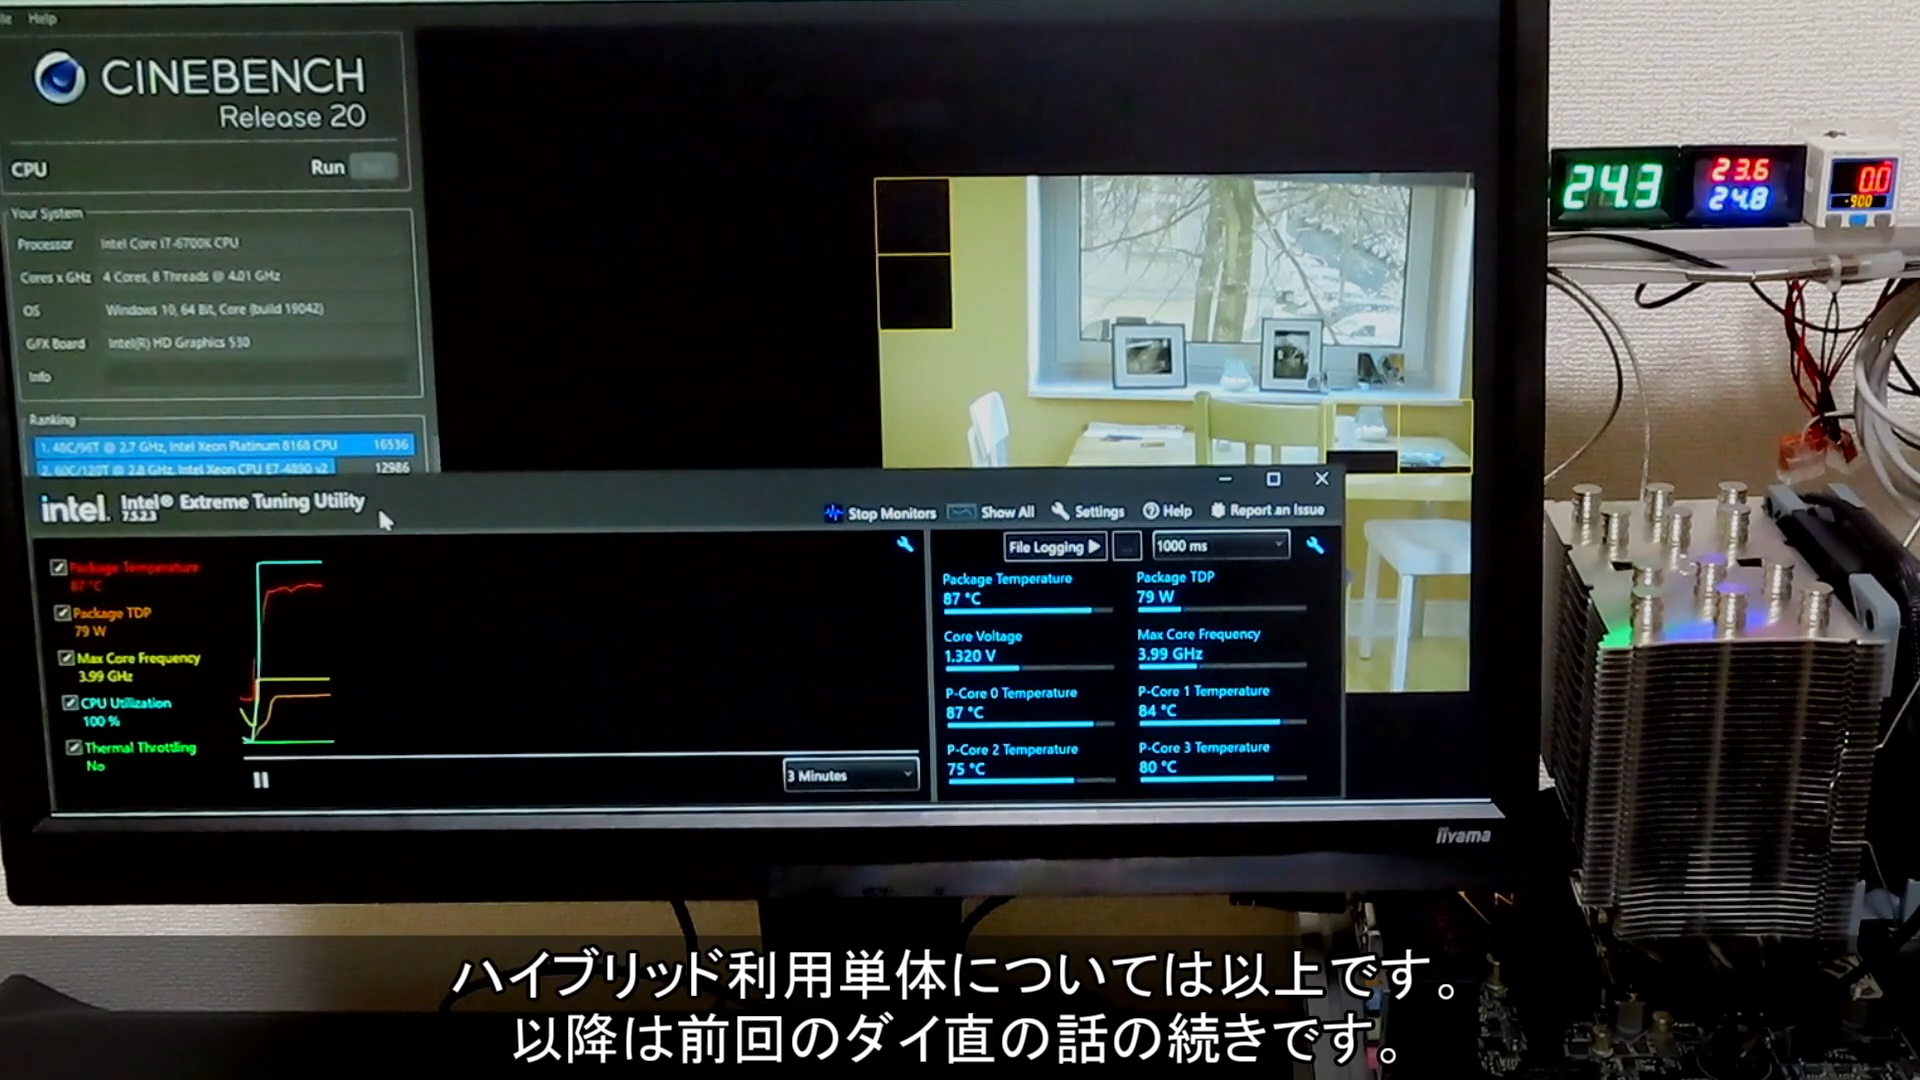 Help
CINEBENCH
Release 20
CPU
Run
Your System
Processor Intel Core i7-6700K CPU
Cores x GHz 4 Cores, 8 Threads @ 4.01 GHz
OS Windows 10, 64 Bit, Core (build 19042)
GFX Board Intel(R) HD Graphics 530
Info
Ranking
1. 48C/96T @ 2.7 GHz, Intel Xeon Platinum 8168 CPU 16536
2. 60C/120T @ 2.8 GHz, Intel Xeon CPU E7-4890 v2 12986
intel. Intel® Extreme Tuning Utility
7.5.2.3
Stop Monitors Show All Settings Help Report an Issue
File Logging ... 1000 ms
Package Temperature
87 °C
Package TDP
79 W
Max Core Frequency
3.99 GHz
CPU Utilization
100 %
Thermal Throttling
No
3 Minutes
Package Temperature Package TDP
87 °C 79 W
Core Voltage Max Core Frequency
1.320 V 3.99 GHz
P-Core 0 Temperature P-Core 1 Temperature
87 °C 84 °C
P-Core 2 Temperature P-Core 3 Temperature
75 °C 80 °C
iiyama
24.3
23.6
24.8
0.0
-900
ハイブリッド利用単体については以上です。
以降は前回のダイ直の話の続きです。